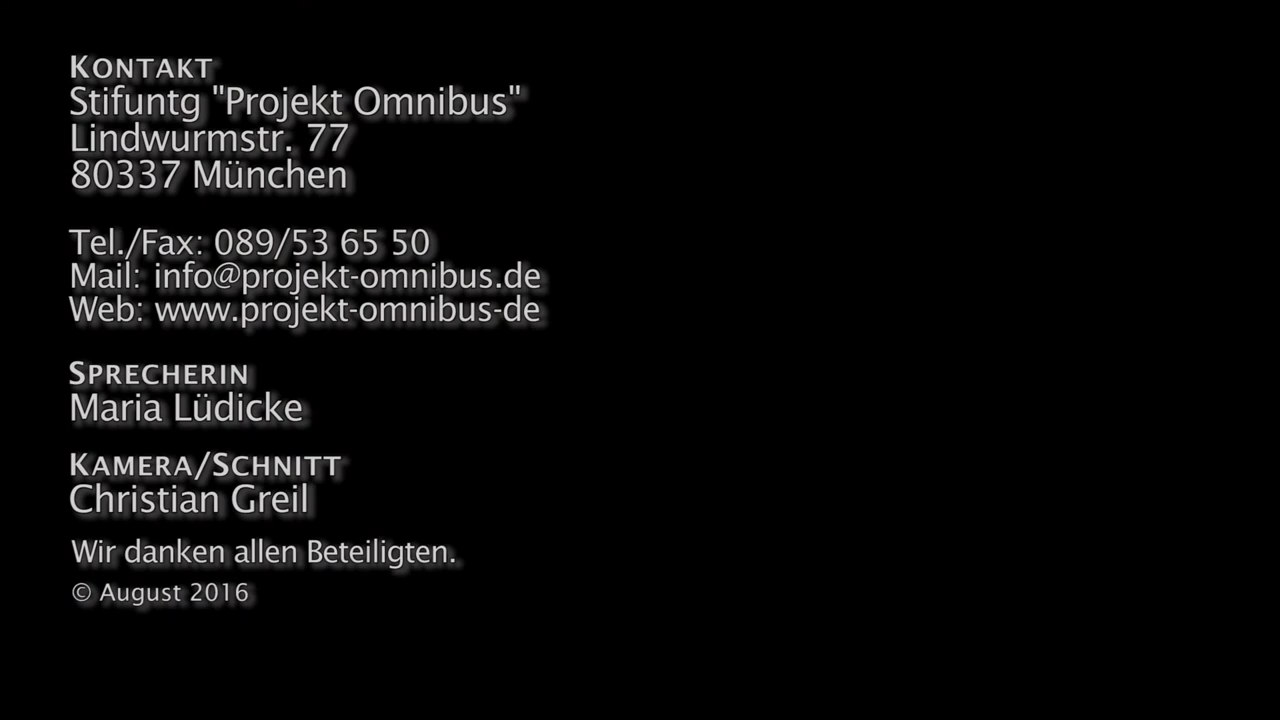 KONTAKT
Stifuntg "Projekt Omnibus"
Lindwurmstr. 77
80337 München
Tel./Fax: 089/53 65 50
Mail: info@projekt-omnibus.de
Web: www.projekt-omnibus-de
SPRECHERIN
Maria Lüdicke
KAMERA/SCHNITT
Christian Greil
Wir danken allen Beteiligten.
© August 2016